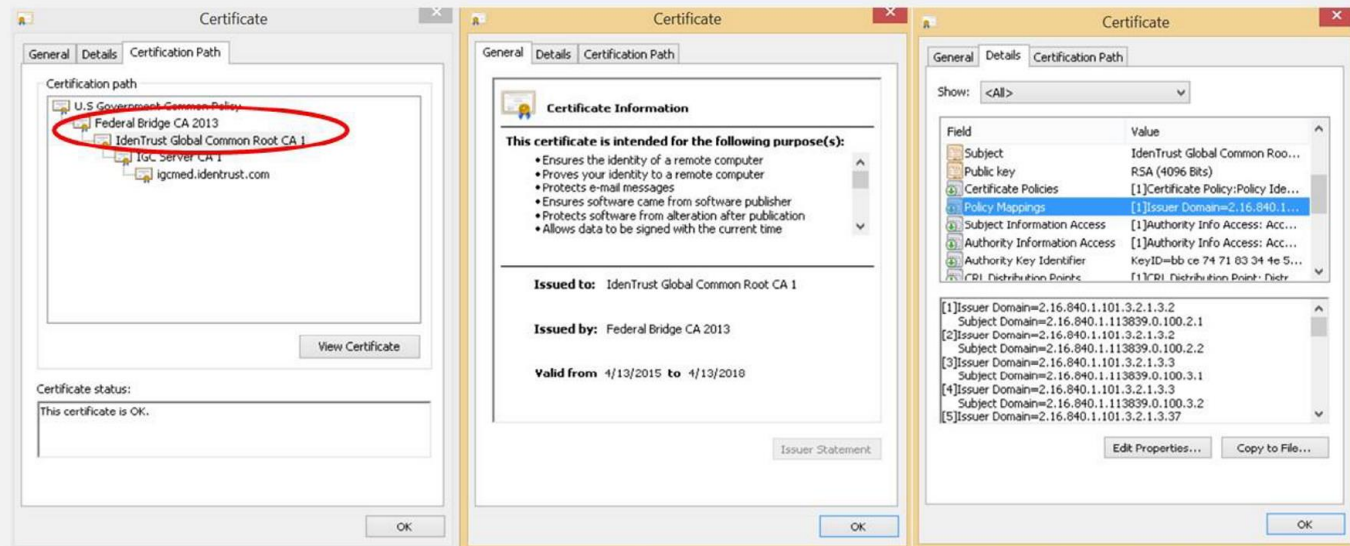 Certificate
General Details Certification Path
Certification path
U.S Government Common Policy
Federal Bridge CA 2013
IdenTrust Global Common Root CA 1
IGC Server CA 1
igcmed.identrust.com
View Certificate
Certificate status:
This certificate is OK.
OK
Certificate
General Details Certification Path
Certificate Information
This certificate is intended for the following purpose(s):
• Ensures the identity of a remote computer
• Proves your identity to a remote computer
• Protects e-mail messages
• Ensures software came from software publisher
• Protects software from alteration after publication
• Allows data to be signed with the current time
Issued to: IdenTrust Global Common Root CA 1
Issued by: Federal Bridge CA 2013
Valid from 4/13/2015 to 4/13/2018
Issuer Statement
OK
Certificate
General Details Certification Path
Show: <All>
Field Value
Subject IdenTrust Global Common Roo...
Public key RSA (4096 Bits)
Certificate Policies [1]Certificate Policy:Policy Ide...
Policy Mappings [1]Issuer Domain=2.16.840.1....
Subject Information Access [1]Authority Info Access: Acc...
Authority Information Access [1]Authority Info Access: Acc...
Authority Key Identifier KeyID=bb ce 74 71 83 34 4e 5...
CRL Distribution Points [1]CRL Distribution Point: Distr
[1]Issuer Domain=2.16.840.1.101.3.2.1.3.2
Subject Domain=2.16.840.1.113839.0.100.2.1
[2]Issuer Domain=2.16.840.1.101.3.2.1.3.2
Subject Domain=2.16.840.1.113839.0.100.2.2
[3]Issuer Domain=2.16.840.1.101.3.2.1.3.3
Subject Domain=2.16.840.1.113839.0.100.3.1
[4]Issuer Domain=2.16.840.1.101.3.2.1.3.3
Subject Domain=2.16.840.1.113839.0.100.3.2
[5]Issuer Domain=2.16.840.1.101.3.2.1.3.37
Edit Properties... Copy to File...
OK